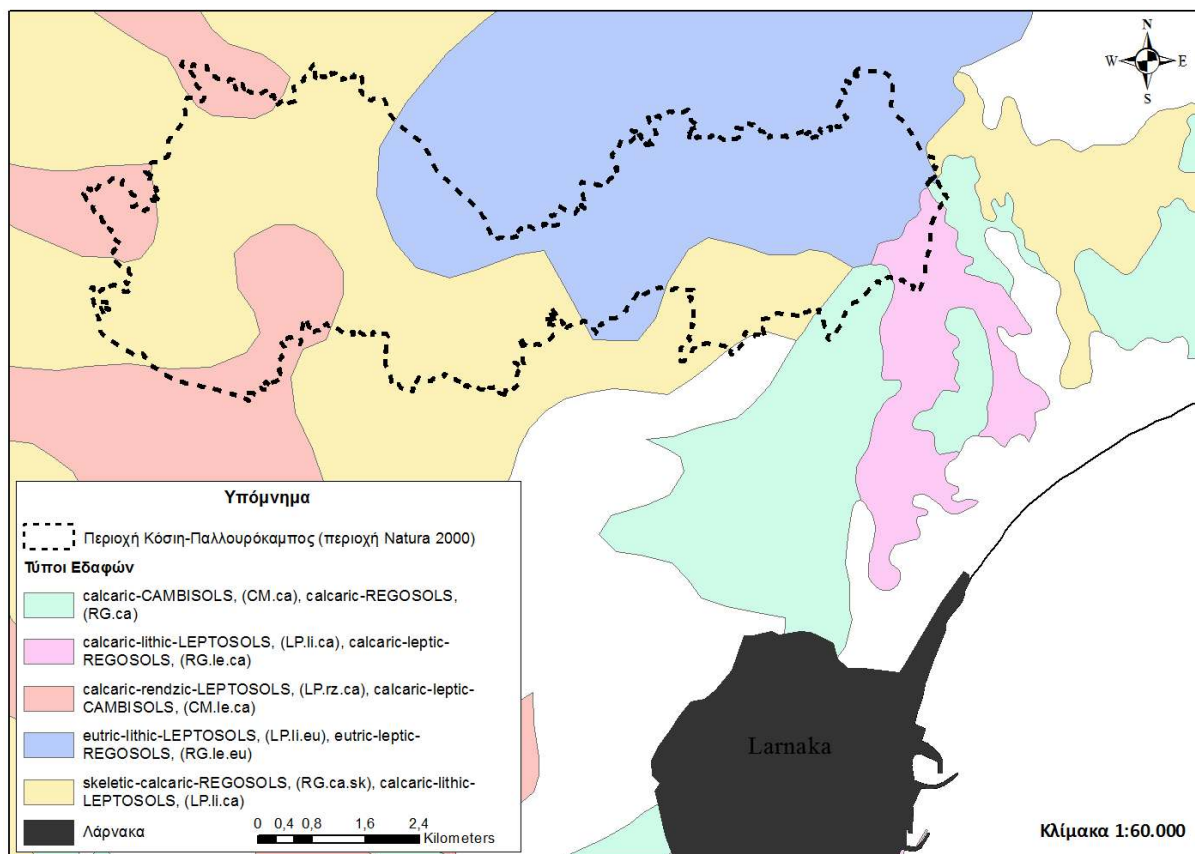 N
W E
S
Υπόμνημα
Περιοχή Κόσιη-Παλλουρόκαμπος (περιοχή Natura 2000)
Τύποι Εδαφών
calcaric-CAMBISOLS, (CM.ca), calcaric-REGOSOLS,
(RG.ca)
calcaric-lithic-LEPTOSOLS, (LP.li.ca), calcaric-leptic-
REGOSOLS, (RG.le.ca)
calcaric-rendzic-LEPTOSOLS, (LP.rz.ca), calcaric-leptic-
CAMBISOLS, (CM.le.ca)
eutric-lithic-LEPTOSOLS, (LP.li.eu), eutric-leptic-
REGOSOLS, (RG.le.eu)
skeletic-calcaric-REGOSOLS, (RG.ca.sk), calcaric-lithic-
LEPTOSOLS, (LP.li.ca)
Λάρνακα
0 0,4 0,8 1,6 2,4
Kilometers
Larnaka
Κλίμακα 1:60.000